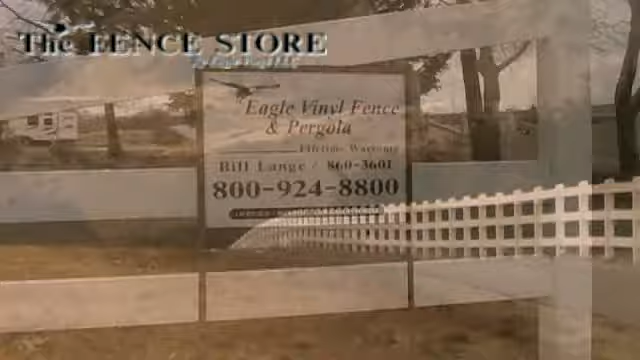 The FENCE STORE
Eagle Vinyl Fence
& Pergola
Lifetime Warranty
Bill Lange / 860-3601
800-924-8800